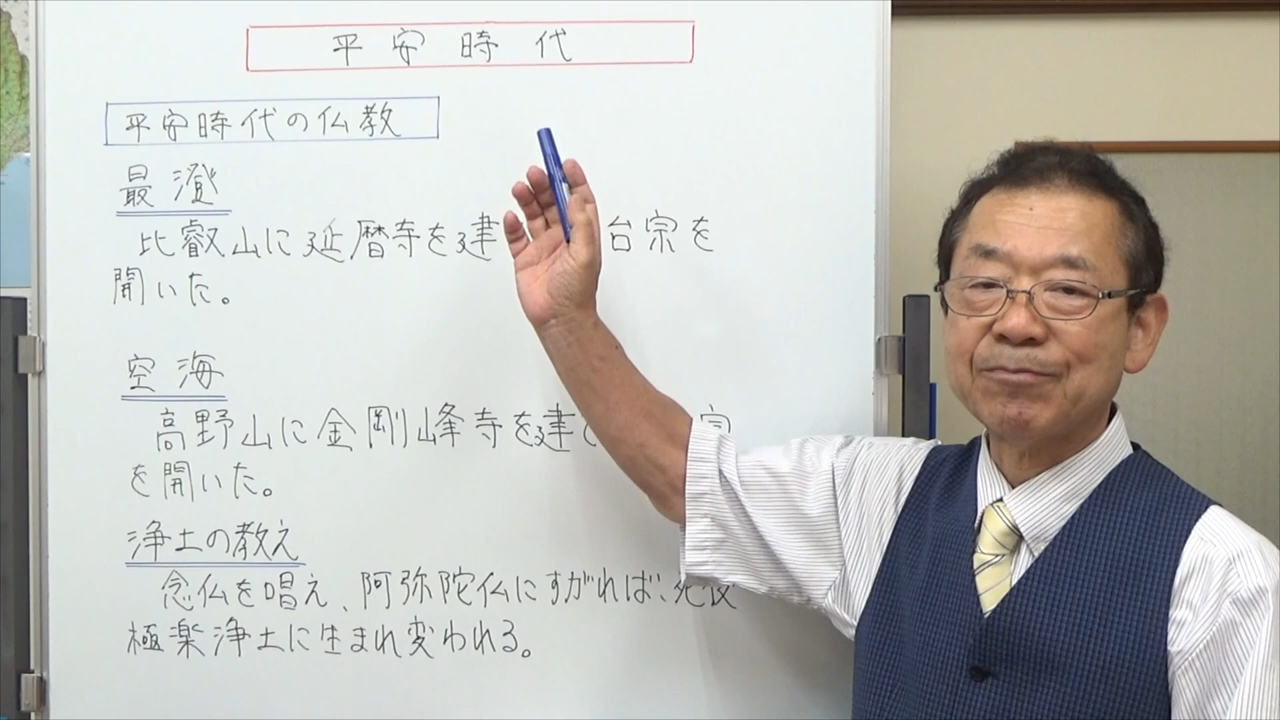 平安時代
平安時代の仏教
最澄
比叡山に延暦寺を建 台宗を
開いた。
空海
高野山に金剛峰寺を建 宗
を開いた。
浄土の教え
念仏を唱え、阿弥陀仏にすがれば、死後
極楽浄土に生まれ変われる。